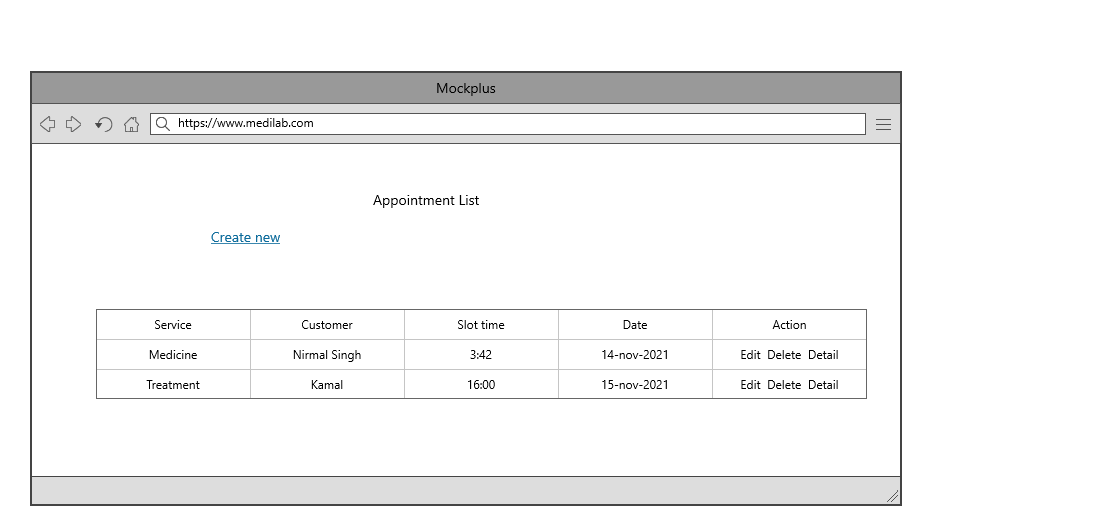 Mockplus
https://www.medilab.com
Appointment List
Create new
Service Customer Slot time Date Action
Medicine Nirmal Singh 3:42 14-nov-2021 Edit Delete Detail
Treatment Kamal 16:00 15-nov-2021 Edit Delete Detail